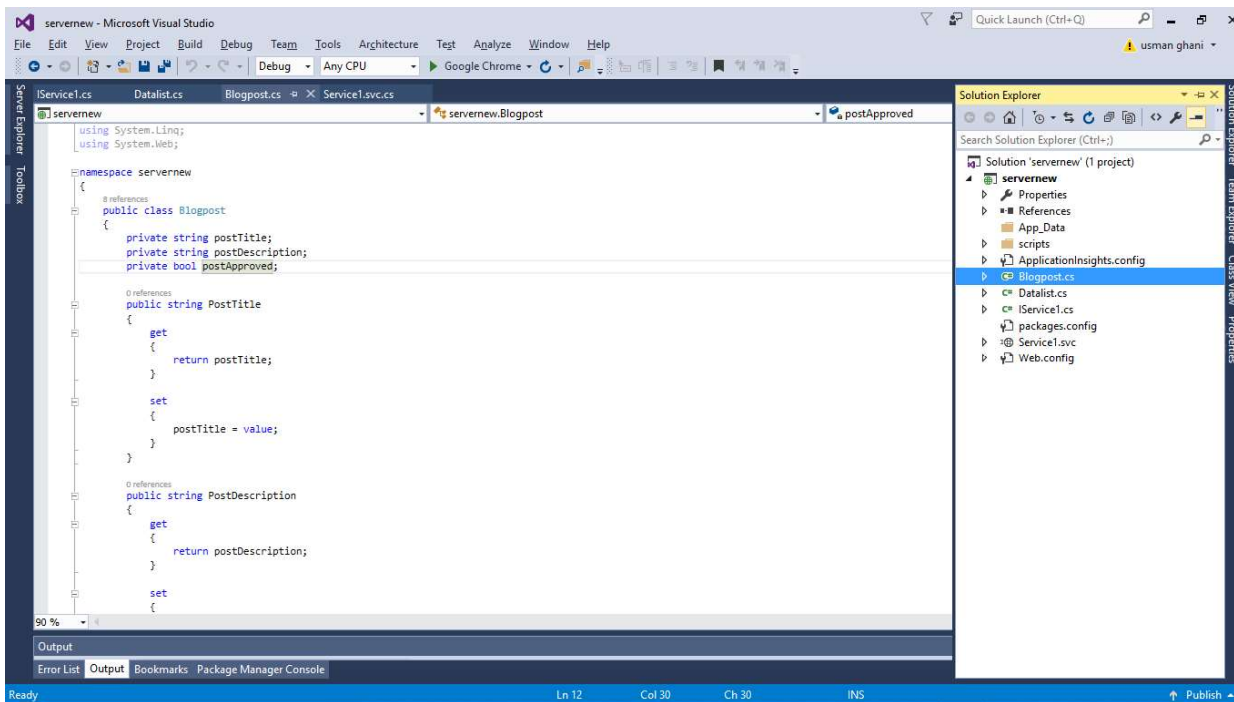 servernew - Microsoft Visual Studio
Quick Launch (Ctrl+Q)
File Edit View Project Build Debug Team Tools Architecture Test Analyze Window Help
usman ghani
Debug Any CPU Google Chrome
Server Explorer
Toolbox
IService1.cs Datalist.cs Blogpost.cs Service1.svc.cs
servernew servernew.Blogpost postApproved
using System.Linq;
using System.Web;
namespace servernew
{
8 references
public class Blogpost
{
private string postTitle;
private string postDescription;
private bool postApproved;
0 references
public string PostTitle
{
get
{
return postTitle;
}
set
{
postTitle = value;
}
}
0 references
public string PostDescription
{
get
{
return postDescription;
}
set
{
90 %
Solution Explorer
Search Solution Explorer (Ctrl+;)
Solution 'servernew' (1 project)
servernew
Properties
References
App_Data
scripts
ApplicationInsights.config
Blogpost.cs
Datalist.cs
IService1.cs
packages.config
Service1.svc
Web.config
Solution Explorer
Team Explorer
Class View
Properties
Output
Error List Output Bookmarks Package Manager Console
Ready Ln 12 Col 30 Ch 30 INS Publish